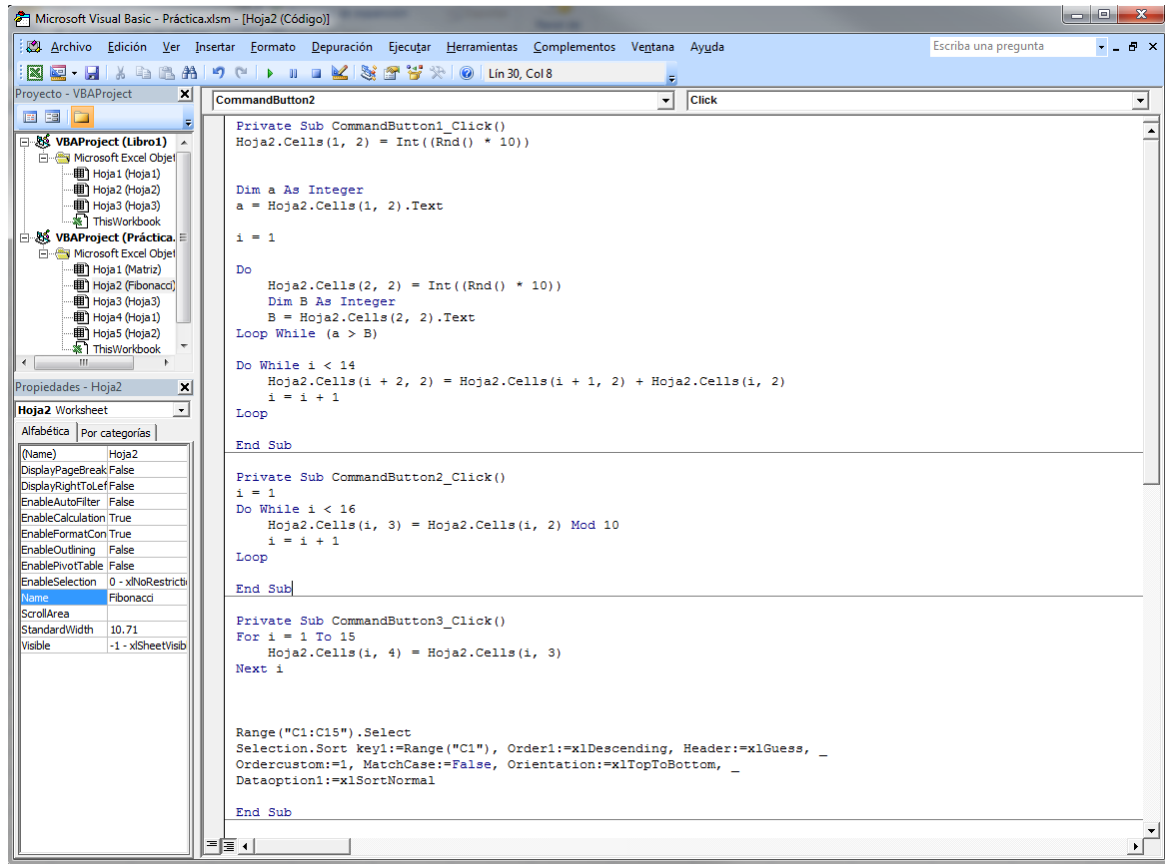 Microsoft Visual Basic - Práctica.xlsm - [Hoja2 (Código)]
Archivo Edición Ver Insertar Formato Depuración Ejecutar Herramientas Complementos Ventana Ayuda
Escriba una pregunta
Lín 30, Col 8
Proyecto - VBAProject
VBAProject (Libro1)
Microsoft Excel Objet
Hoja1 (Hoja1)
Hoja2 (Hoja2)
Hoja3 (Hoja3)
ThisWorkbook
VBAProject (Práctica.
Microsoft Excel Objet
Hoja1 (Matriz)
Hoja2 (Fibonacci)
Hoja3 (Hoja3)
Hoja4 (Hoja1)
Hoja5 (Hoja2)
ThisWorkbook
Propiedades - Hoja2
Hoja2 Worksheet
Alfabética Por categorías
(Name) Hoja2
DisplayPageBreak False
DisplayRightToLef False
EnableAutoFilter False
EnableCalculation True
EnableFormatCon True
EnableOutlining False
EnablePivotTable False
EnableSelection 0 - xlNoRestricti
Name Fibonacci
ScrollArea
StandardWidth 10.71
Visible -1 - xlSheetVisib
CommandButton2 Click
Private Sub CommandButton1_Click()
Hoja2.Cells(1, 2) = Int((Rnd() * 10))
Dim a As Integer
a = Hoja2.Cells(1, 2).Text
i = 1
Do
Hoja2.Cells(2, 2) = Int((Rnd() * 10))
Dim B As Integer
B = Hoja2.Cells(2, 2).Text
Loop While (a > B)
Do While i < 14
Hoja2.Cells(i + 2, 2) = Hoja2.Cells(i + 1, 2) + Hoja2.Cells(i, 2)
i = i + 1
Loop
End Sub
Private Sub CommandButton2_Click()
i = 1
Do While i < 16
Hoja2.Cells(i, 3) = Hoja2.Cells(i, 2) Mod 10
i = i + 1
Loop
End Sub
Private Sub CommandButton3_Click()
For i = 1 To 15
Hoja2.Cells(i, 4) = Hoja2.Cells(i, 3)
Next i
Range("C1:C15").Select
Selection.Sort key1:=Range("C1"), Order1:=xlDescending, Header:=xlGuess, _
Ordercustom:=1, MatchCase:=False, Orientation:=xlTopToBottom, _
Dataoption1:=xlSortNormal
End Sub